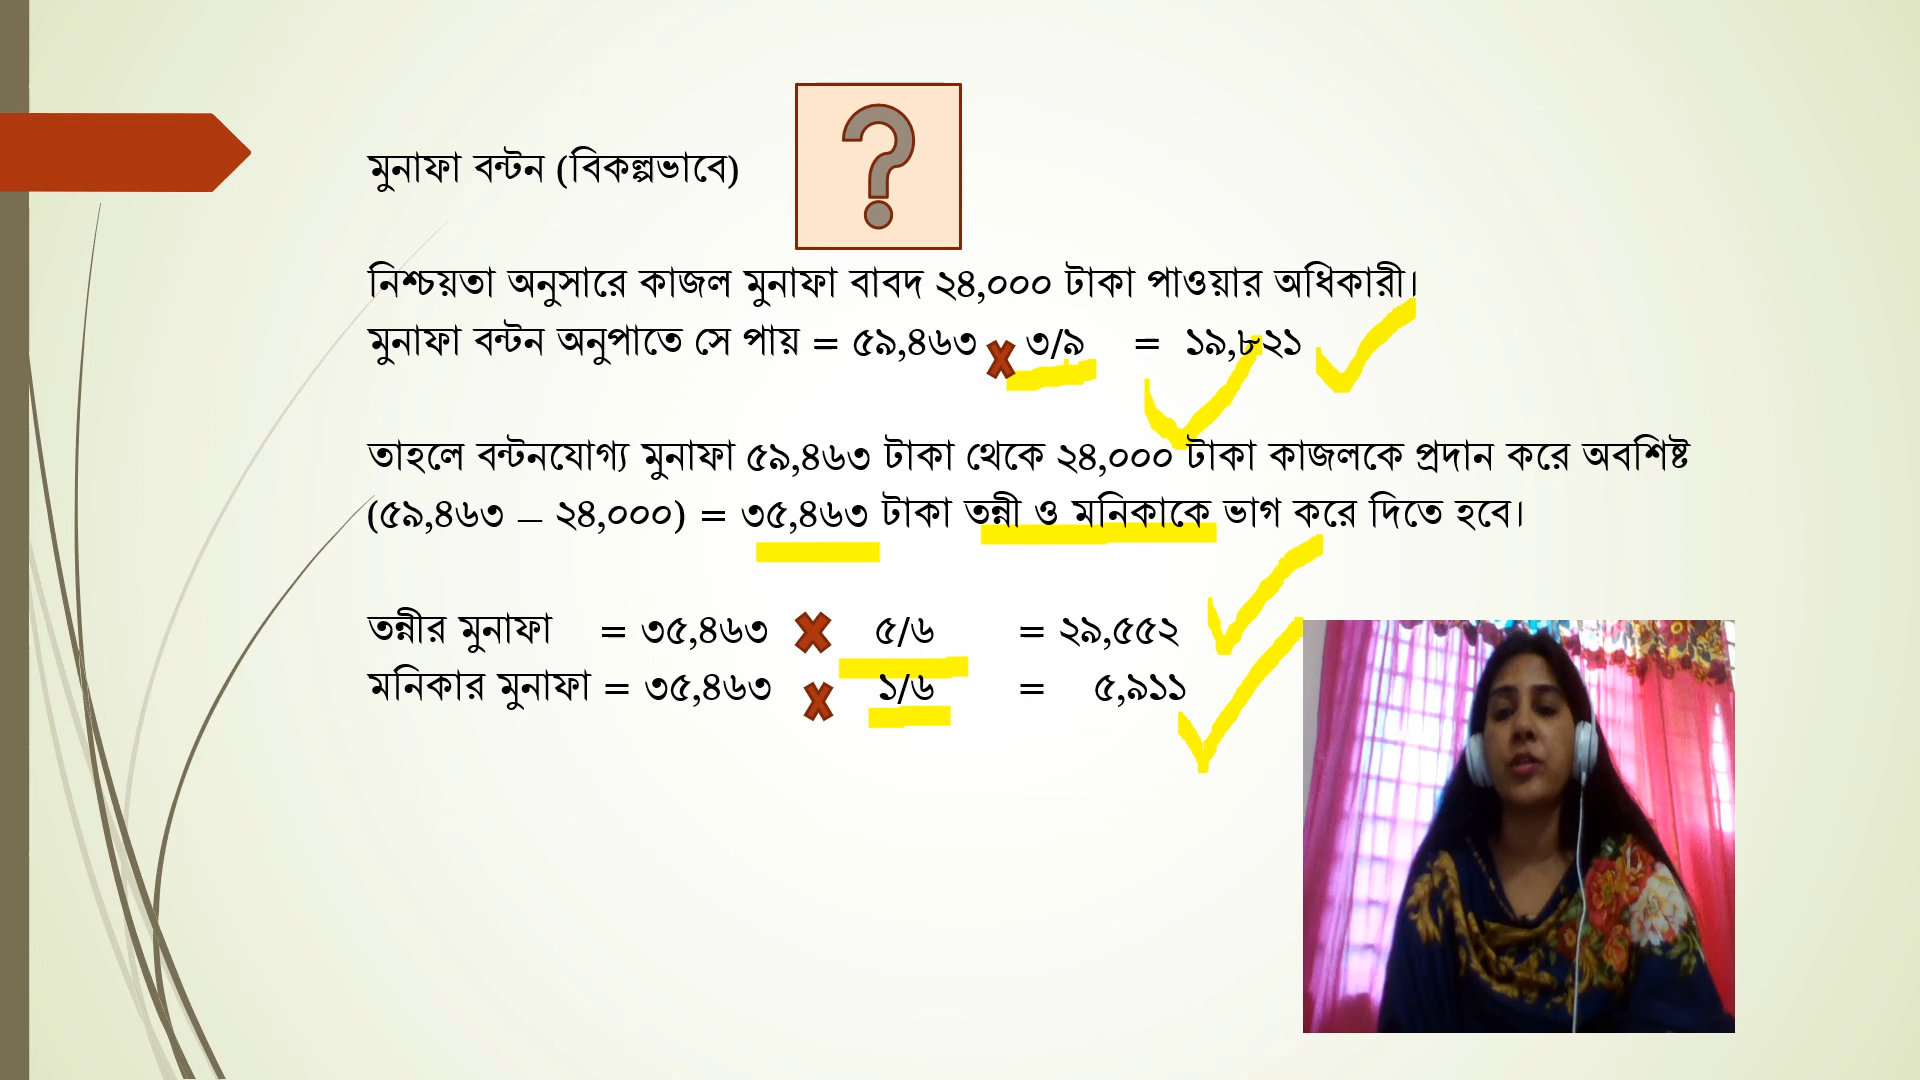 মুনাফা বন্টন (বিকল্পভাবে)
নিশ্চয়তা অনুসারে কাজল মুনাফা বাবদ ২৪,০০০ টাকা পাওয়ার অধিকারী।
মুনাফা বন্টন অনুপাতে সে পায় = ৫৯,৪৬৩ × ৩/৯ = ১৯,৮২১
তাহলে বন্টনযোগ্য মুনাফা ৫৯,৪৬৩ টাকা থেকে ২৪,০০০ টাকা কাজলকে প্রদান করে অবশিষ্ট
(৫৯,৪৬৩ – ২৪,০০০) = ৩৫,৪৬৩ টাকা তন্নী ও মনিকাকে ভাগ করে দিতে হবে।
তন্নীর মুনাফা = ৩৫,৪৬৩ × ৫/৬ = ২৯,৫৫২
মনিকার মুনাফা = ৩৫,৪৬৩ × ১/৬ = ৫,৯১১